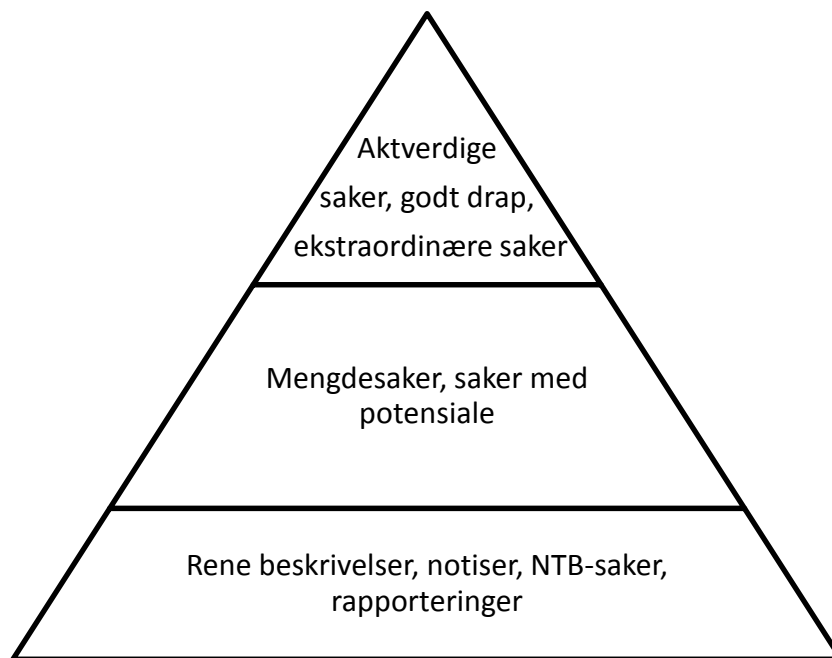 Aktverdige
saker, godt drap,
ekstraordinære saker
Mengdesaker, saker med
potensiale
Rene beskrivelser, notiser, NTB-saker,
rapporteringer